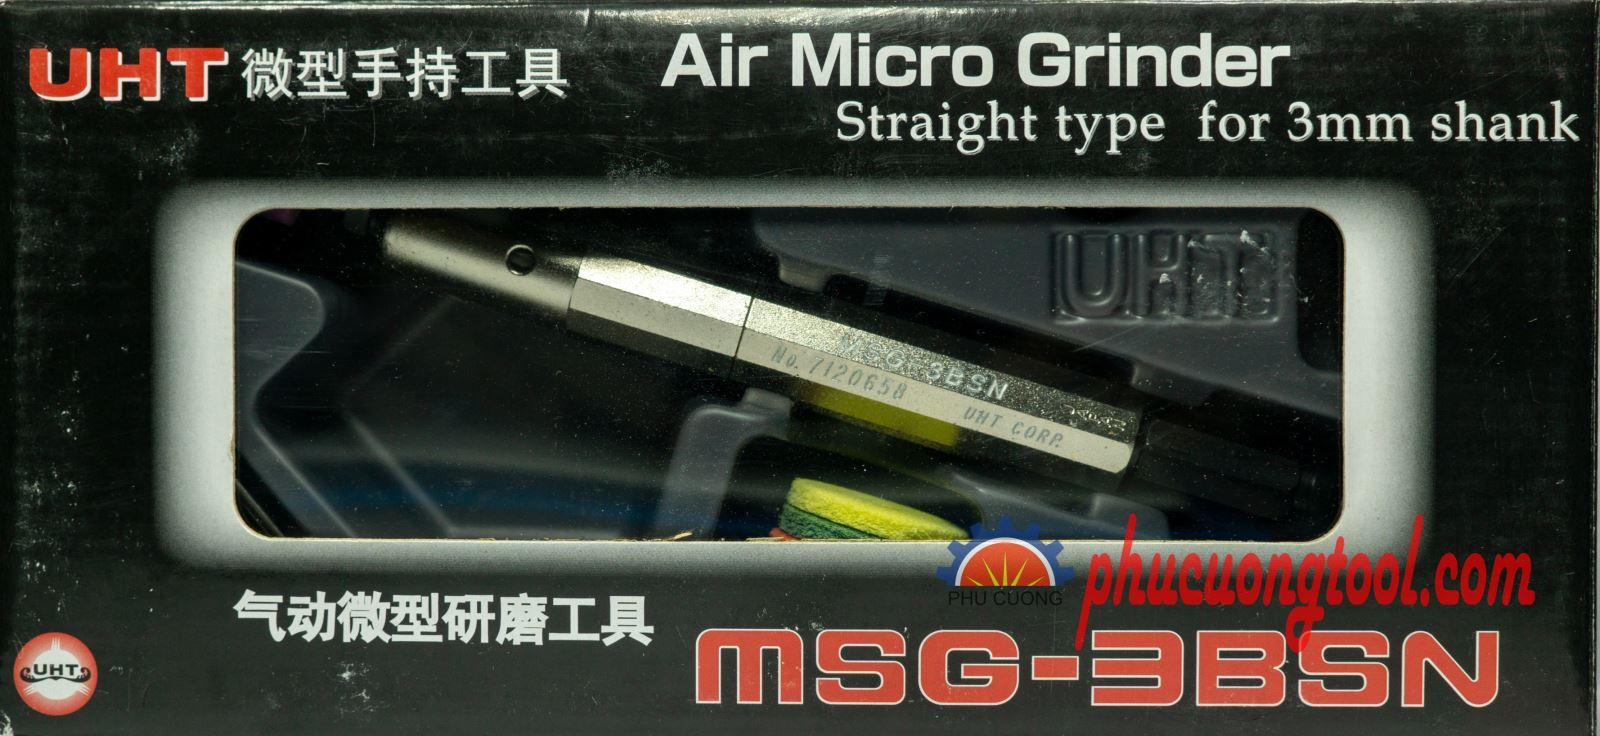 UHT 微型手持工具
Air Micro Grinder
Straight type for 3mm shank
UHT
MSG-3BSN
No. 7120658
UHT CORP.
phucuongtool.com
PHU CUONG
气动微型研磨工具
UHT
MSG-3BSN